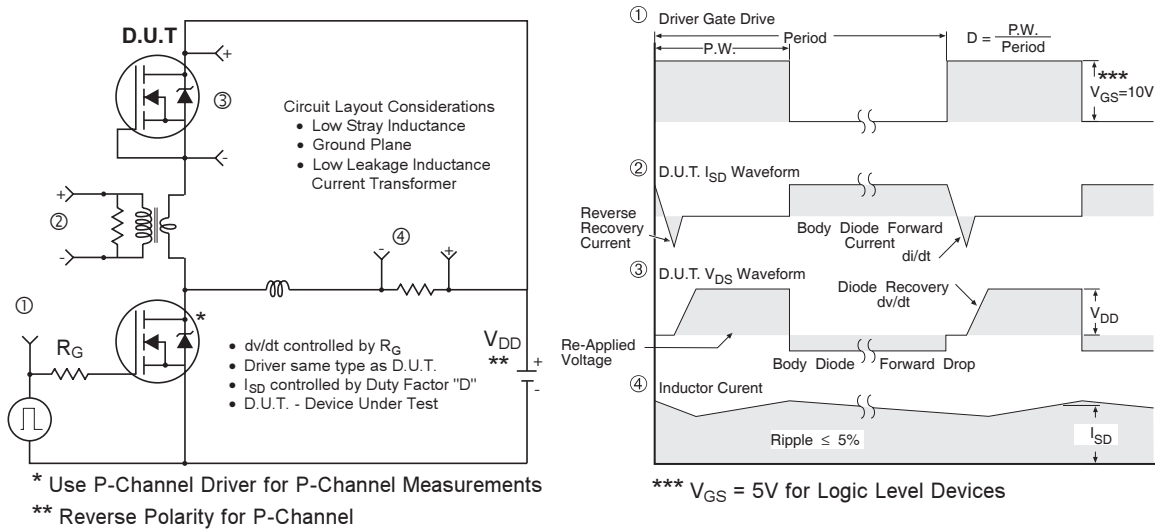 D.U.T
+
③
-
Circuit Layout Considerations
• Low Stray Inductance
• Ground Plane
• Low Leakage Inductance
Current Transformer
+
②
-
④
-
+
①
R_G
*
• dv/dt controlled by R_G
• Driver same type as D.U.T.
• I_SD controlled by Duty Factor "D"
• D.U.T. - Device Under Test
V_DD
**
+
-
* Use P-Channel Driver for P-Channel Measurements
** Reverse Polarity for P-Channel
① Driver Gate Drive
P.W.
Period
D = P.W. / Period
***
V_GS=10V
② D.U.T. I_SD Waveform
Reverse
Recovery
Current
Body Diode Forward
Current
di/dt
③ D.U.T. V_DS Waveform
Diode Recovery
dv/dt
V_DD
Re-Applied
Voltage
Body Diode Forward Drop
④ Inductor Curent
Ripple ≤ 5%
I_SD
*** V_GS = 5V for Logic Level Devices